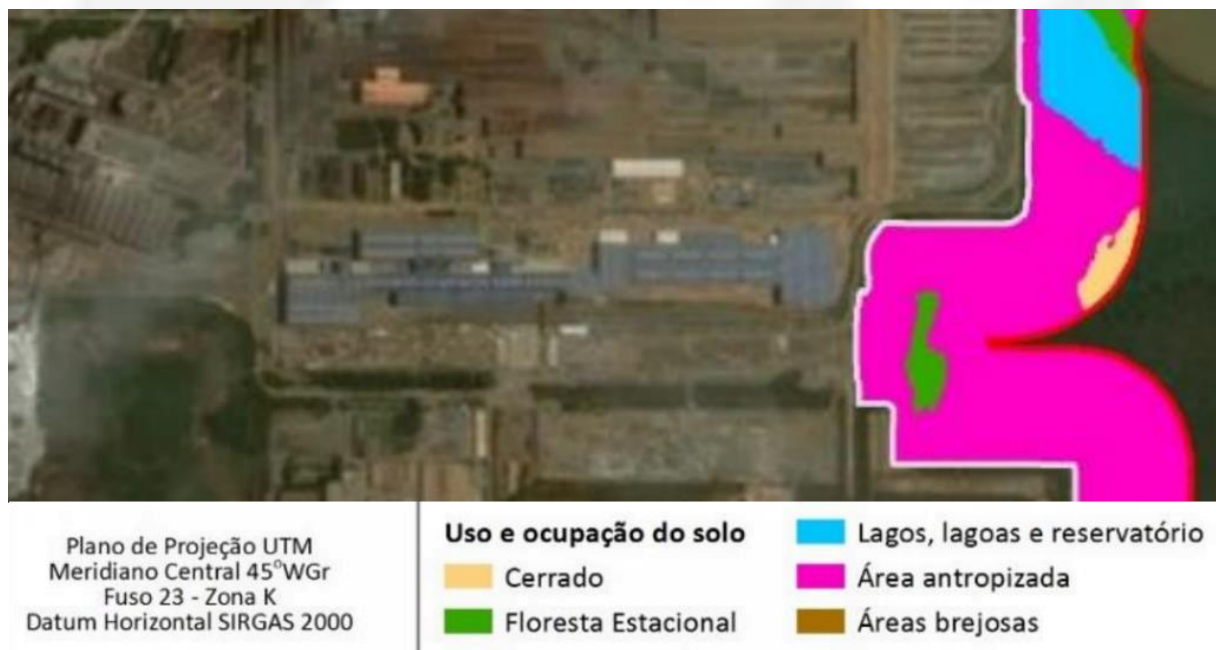 Plano de Projeção UTM
Meridiano Central 45°WGr
Fuso 23 - Zona K
Datum Horizontal SIRGAS 2000
Uso e ocupação do solo
Cerrado
Floresta Estacional
Lagos, lagoas e reservatório
Área antropizada
Áreas brejosas